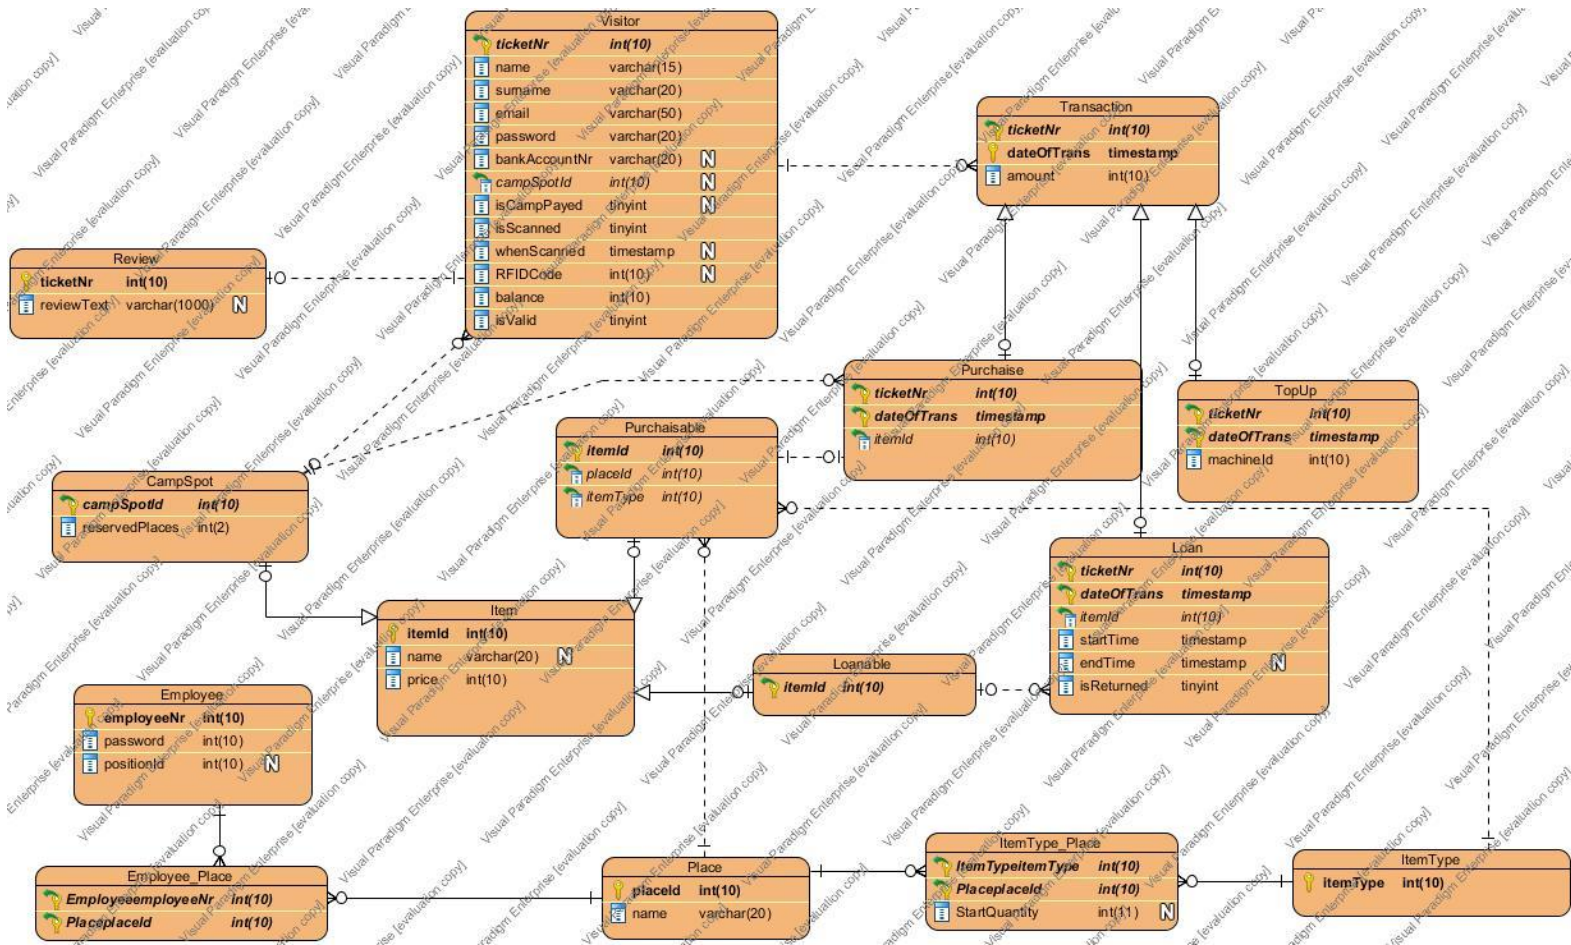 Visitor
ticketNr int(10)
name varchar(15)
surname varchar(20)
email varchar(50)
password varchar(20)
bankAccountNr varchar(20) N
campSpotId int(10) N
isCampPayed tinyint N
isScanned tinyint
whenScanned timestamp N
RFIDCode int(10) N
balance int(10)
isValid tinyint
Transaction
ticketNr int(10)
dateOfTrans timestamp
amount int(10)
Review
ticketNr int(10)
reviewText varchar(1000) N
Purchaise
ticketNr int(10)
dateOfTrans timestamp
itemId int(10)
TopUp
ticketNr int(10)
dateOfTrans timestamp
machineId int(10)
Purchaisable
itemId int(10)
placeId int(10)
itemType int(10)
CampSpot
campSpotId int(10)
reservedPlaces int(2)
Loan
ticketNr int(10)
dateOfTrans timestamp
itemId int(10)
startTime timestamp
endTime timestamp N
isReturned tinyint
Item
itemId int(10)
name varchar(20) N
price int(10)
Loanable
itemId int(10)
Employee
employeeNr int(10)
password int(10)
positionId int(10) N
Employee_Place
EmployeeemployeeNr int(10)
PlaceplaceId int(10)
Place
placeId int(10)
name varchar(20)
ItemType_Place
ItemTypeitemType int(10)
PlaceplaceId int(10)
StartQuantity int(11) N
ItemType
itemType int(10)
Visual Paradigm Enterprise [evaluation copy]